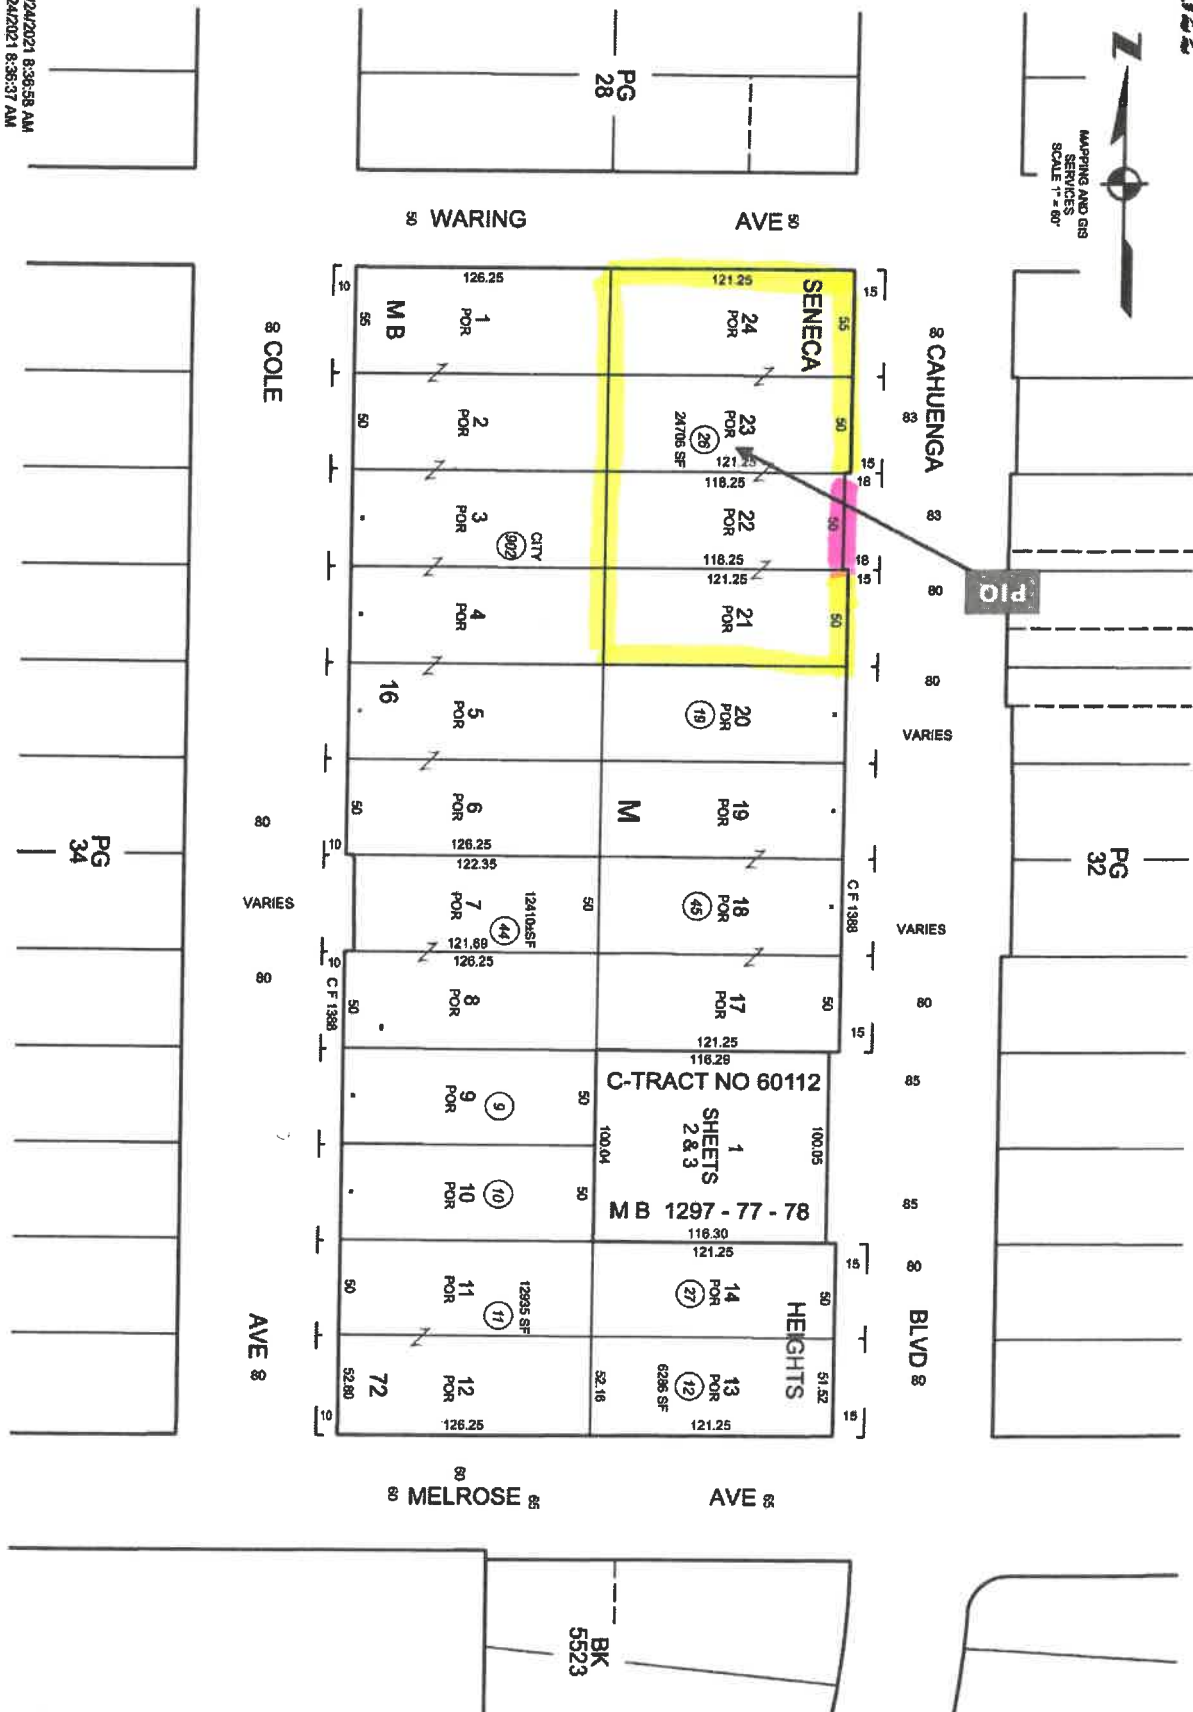 /24/2021 8:36:58 AM
24/2021 8:36:37 AM
MAPPING AND GIS
SERVICES
SCALE 1" = 60'
PG
28
50 WARING
AVE 50
126.25
121.25
10
15
SENECA
M B
55
1
POR
24
POR
55
80 COLE
80 CAHUENGA
50
2
POR
23
POR
26
24706 SF
50
83
121.25
118.25
15
18
3
POR
CITY
902
22
POR
50
83
118.25
121.25
18
15
PIQ
80
4
POR
21
POR
50
80
16
5
POR
20
POR
19
VARIES
80
50
6
POR
M
19
POR
10
126.25
122.35
PG
34
PG
32
VARIES
7
POR
44
12410±SF
50
18
POR
45
C F 1388
VARIES
121.69
126.25
80
10
C F 1388
50
8
POR
17
POR
50
80
15
121.25
116.29
C-TRACT NO 60112
85
9
POR
9
50
100.04
1
SHEETS
2 & 3
100.05
10
POR
10
50
M B 1297 - 77 - 78
85
116.30
121.25
15
80
50
11
POR
11
12935 SF
14
POR
27
50
HEIGHTS
AVE 80
BLVD 80
52.80
72
12
POR
52.16
13
POR
12
6286 SF
51.52
10
126.25
121.25
15
60
60 MELROSE 65
AVE 65
BK
5523